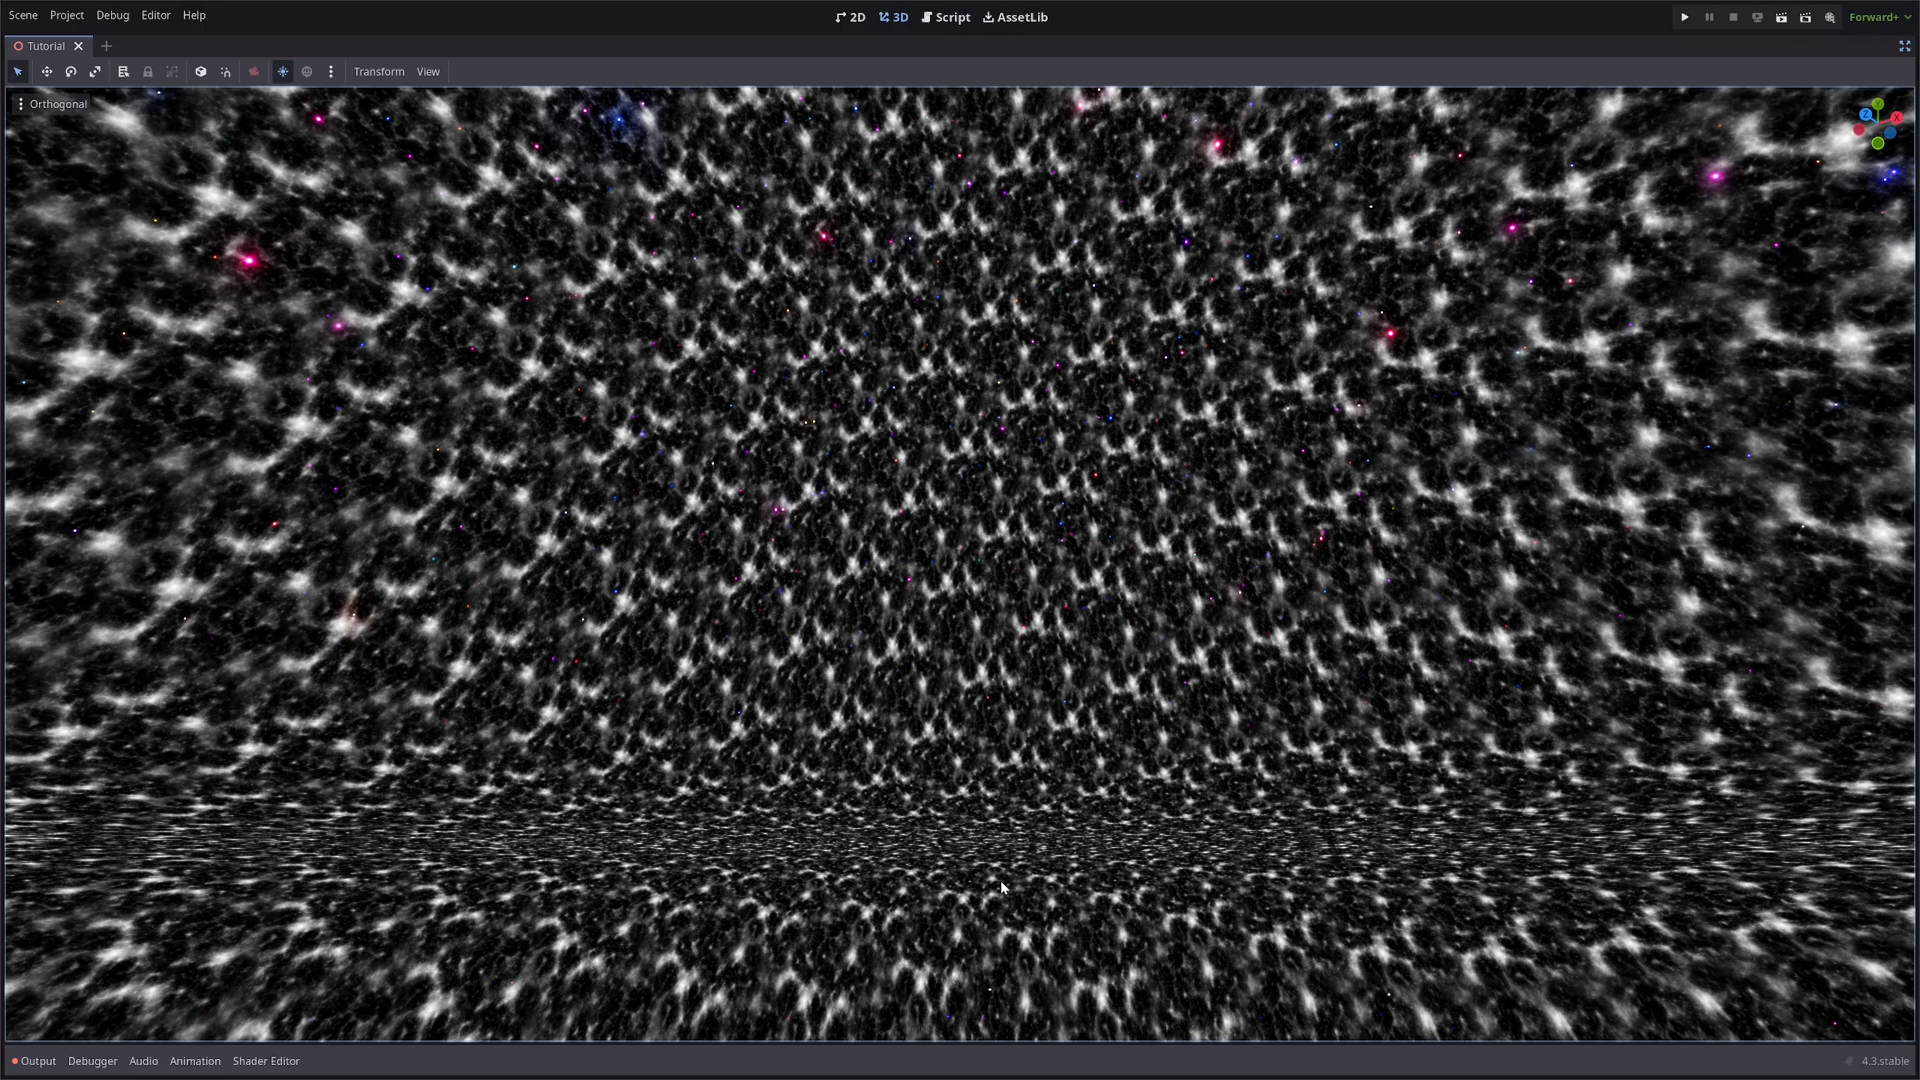 Scene Project Debug Editor Help 2D 3D Script AssetLib Forward+
Tutorial
Transform View
Orthogonal
Y
Z X
Output Debugger Audio Animation Shader Editor 4.3.stable